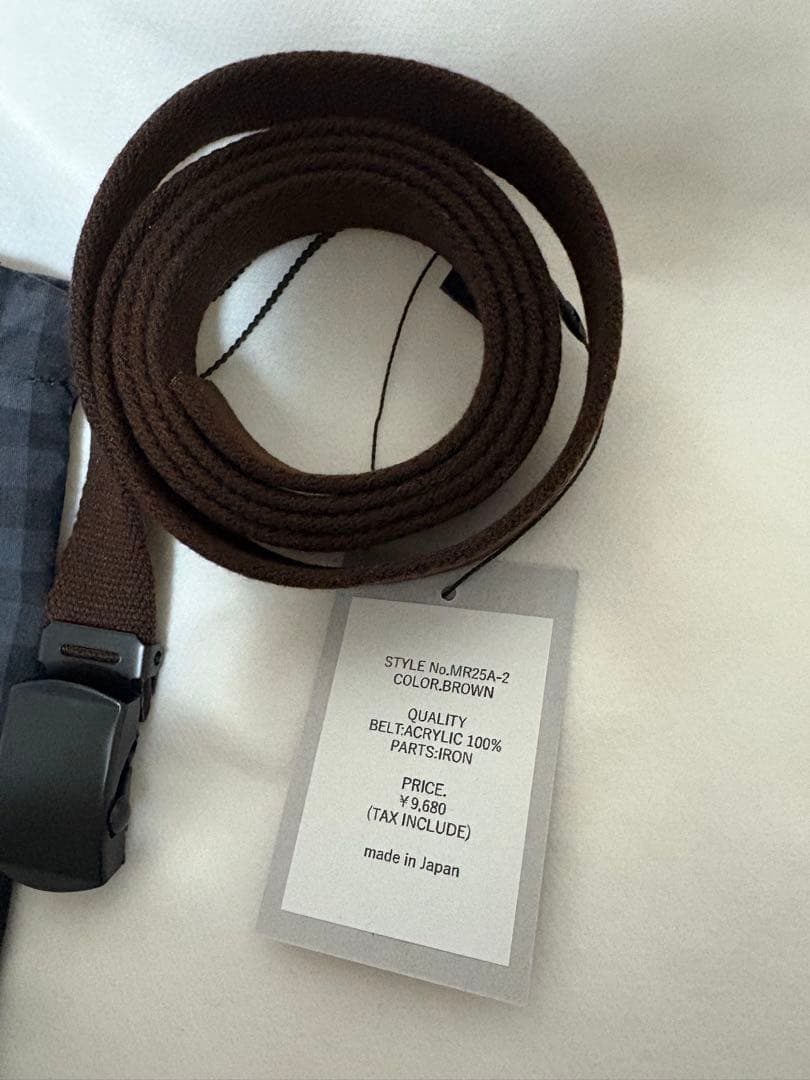 STYLE No.MR25A-2
COLOR.BROWN
QUALITY
BELT:ACRYLIC 100%
PARTS:IRON
PRICE.
¥9,680
(TAX INCLUDE)
made in Japan